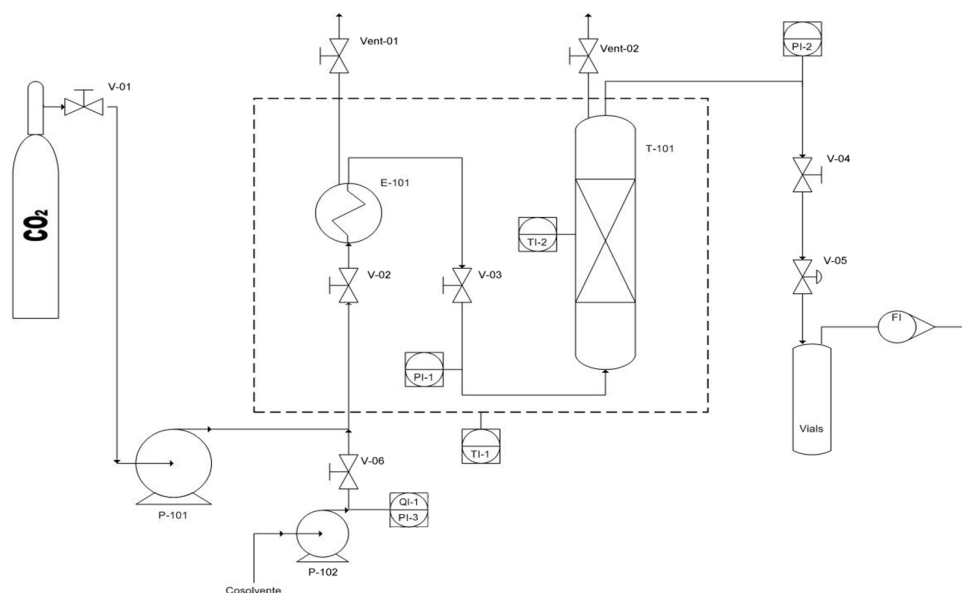 Vent-01
Vent-02
PI-2
V-01
T-101
E-101
V-04
CO2
TI-2
V-02
V-03
V-05
FI
PI-1
Vials
TI-1
V-06
QI-1
PI-3
P-101
P-102
Cosolvente